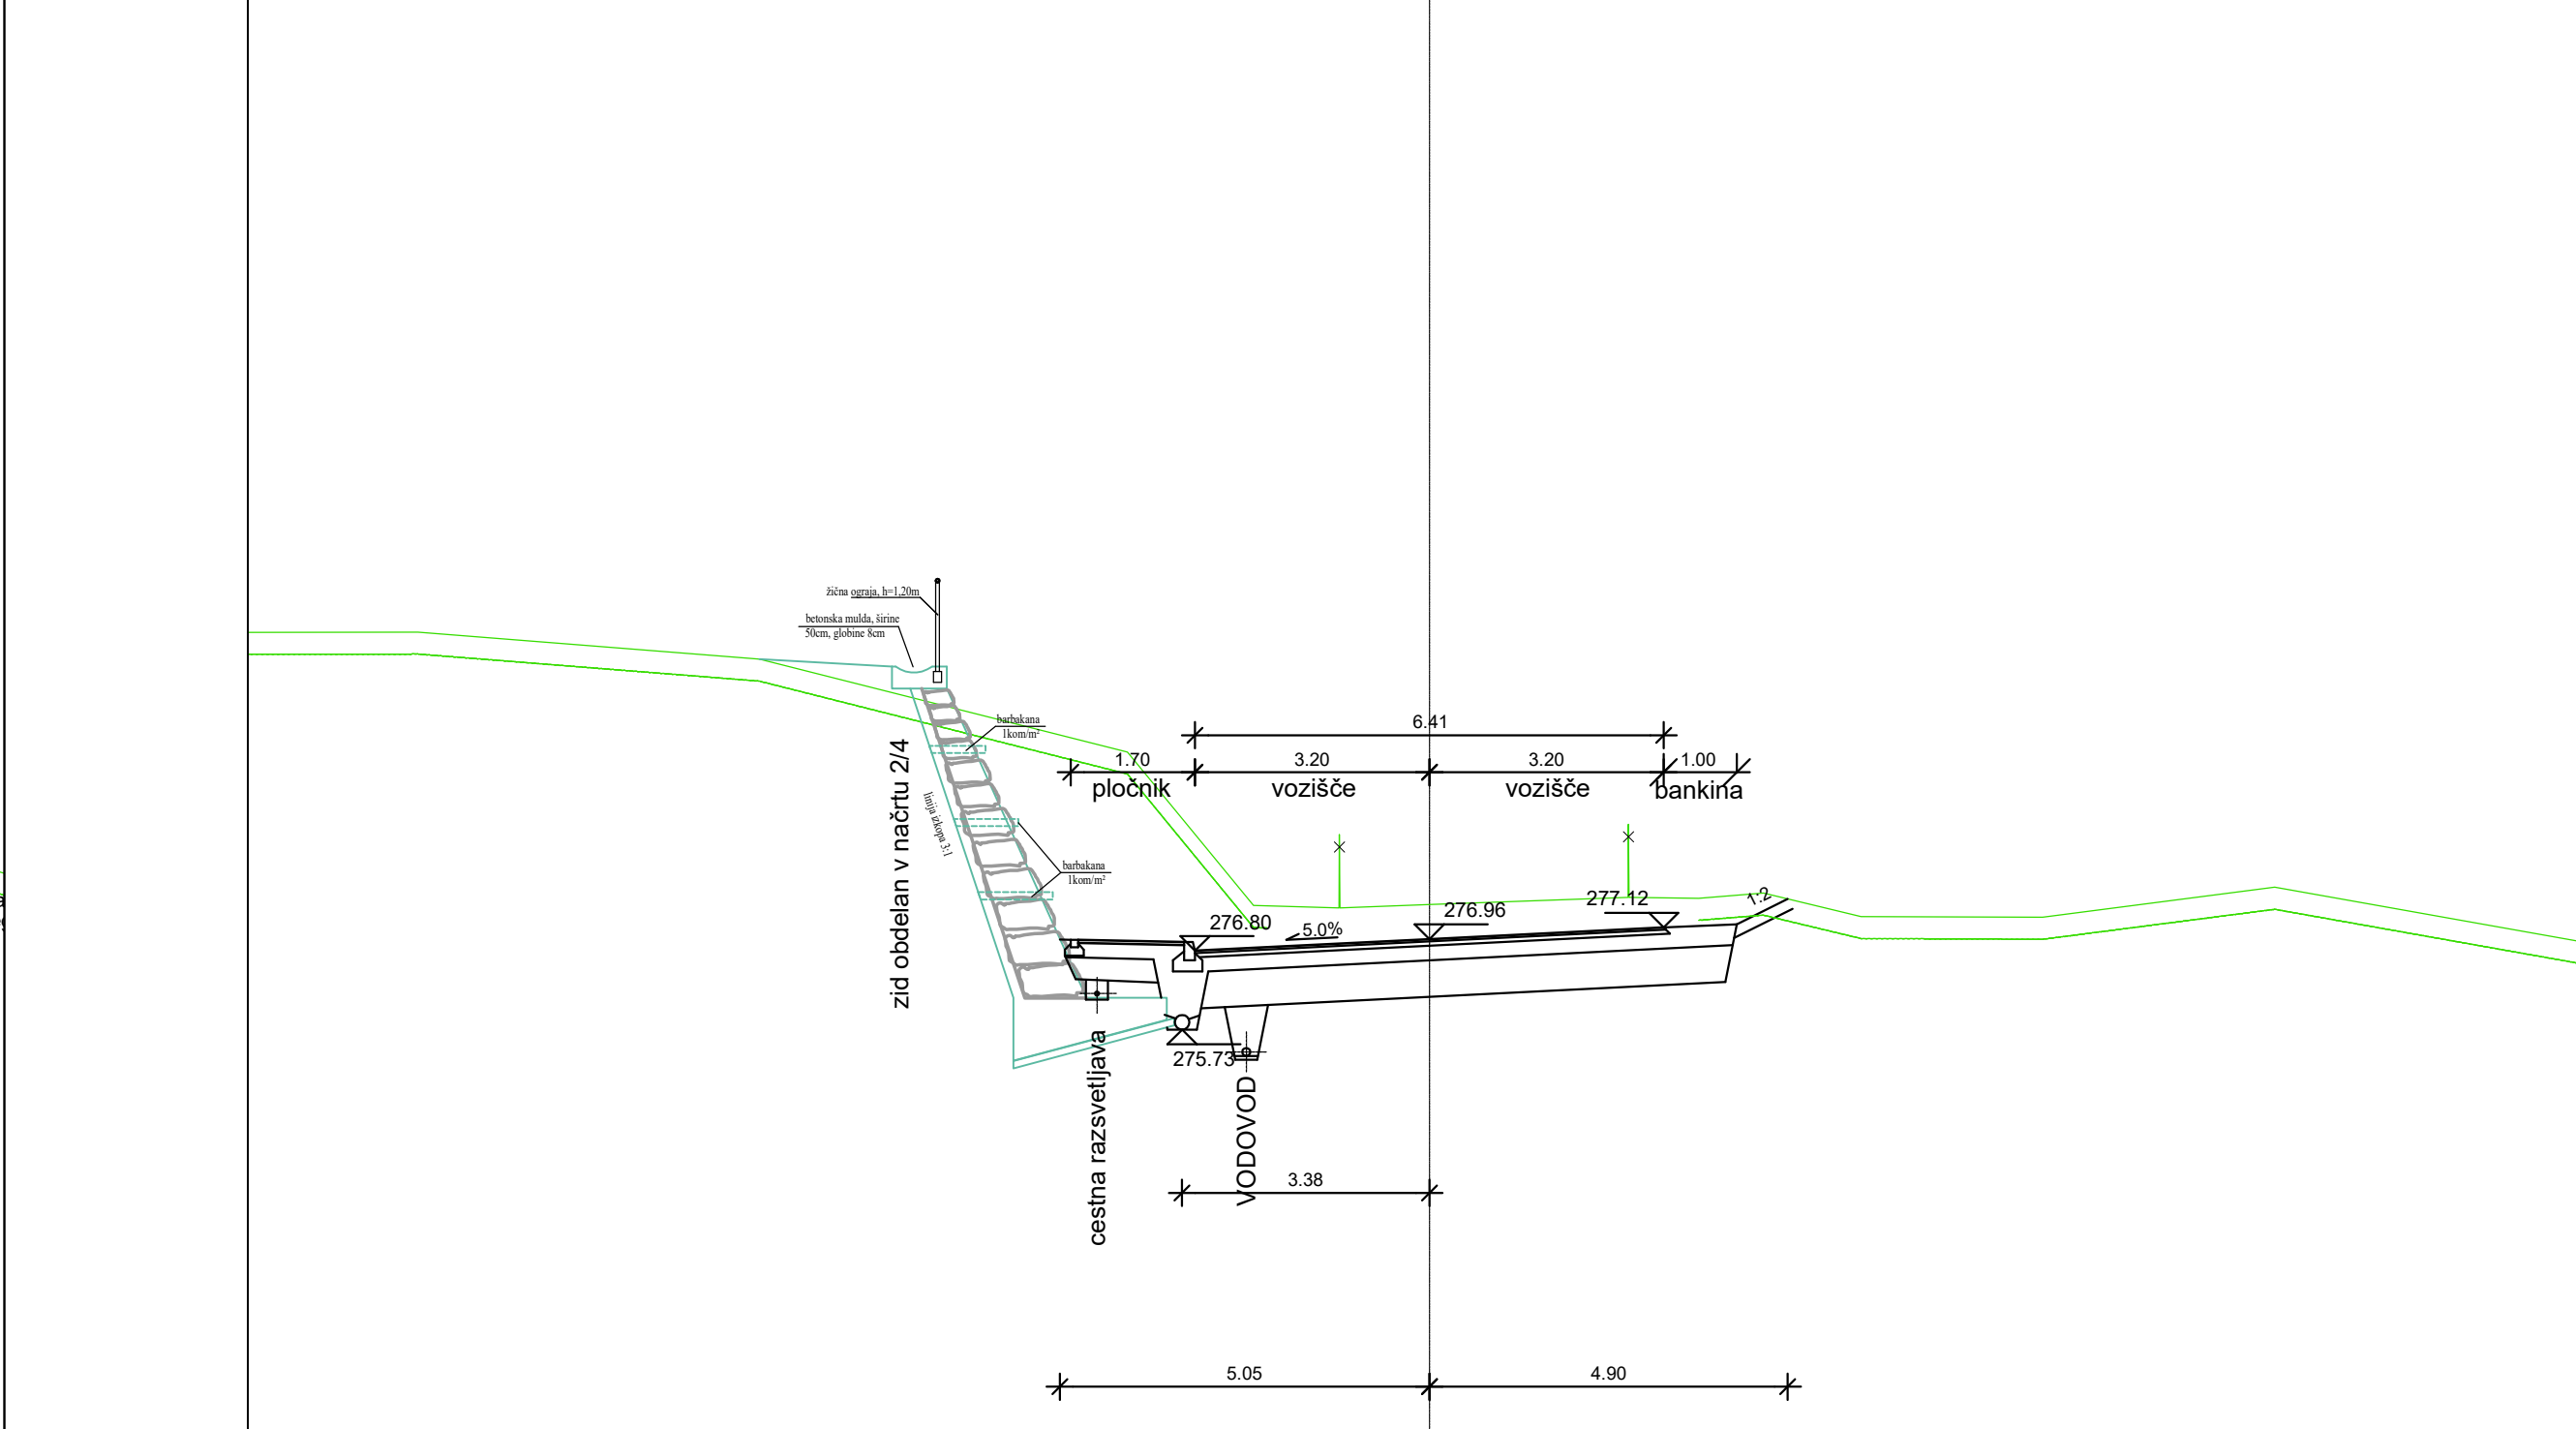 žična ograja, h=1,20m
betonska mulda, širine
50cm, globine 8cm
barbakana
1kom/m²
6.41
1.70
3.20
3.20
1.00
pločnik
vozišče
vozišče
bankina
zid obdelan v načrtu 2/4
linija izkopa 3:1
barbakana
1kom/m²
276.80
5.0%
276.96
277.12
1:2
275.73
cestna razsvetljava
VODOVOD
3.38
5.05
4.90